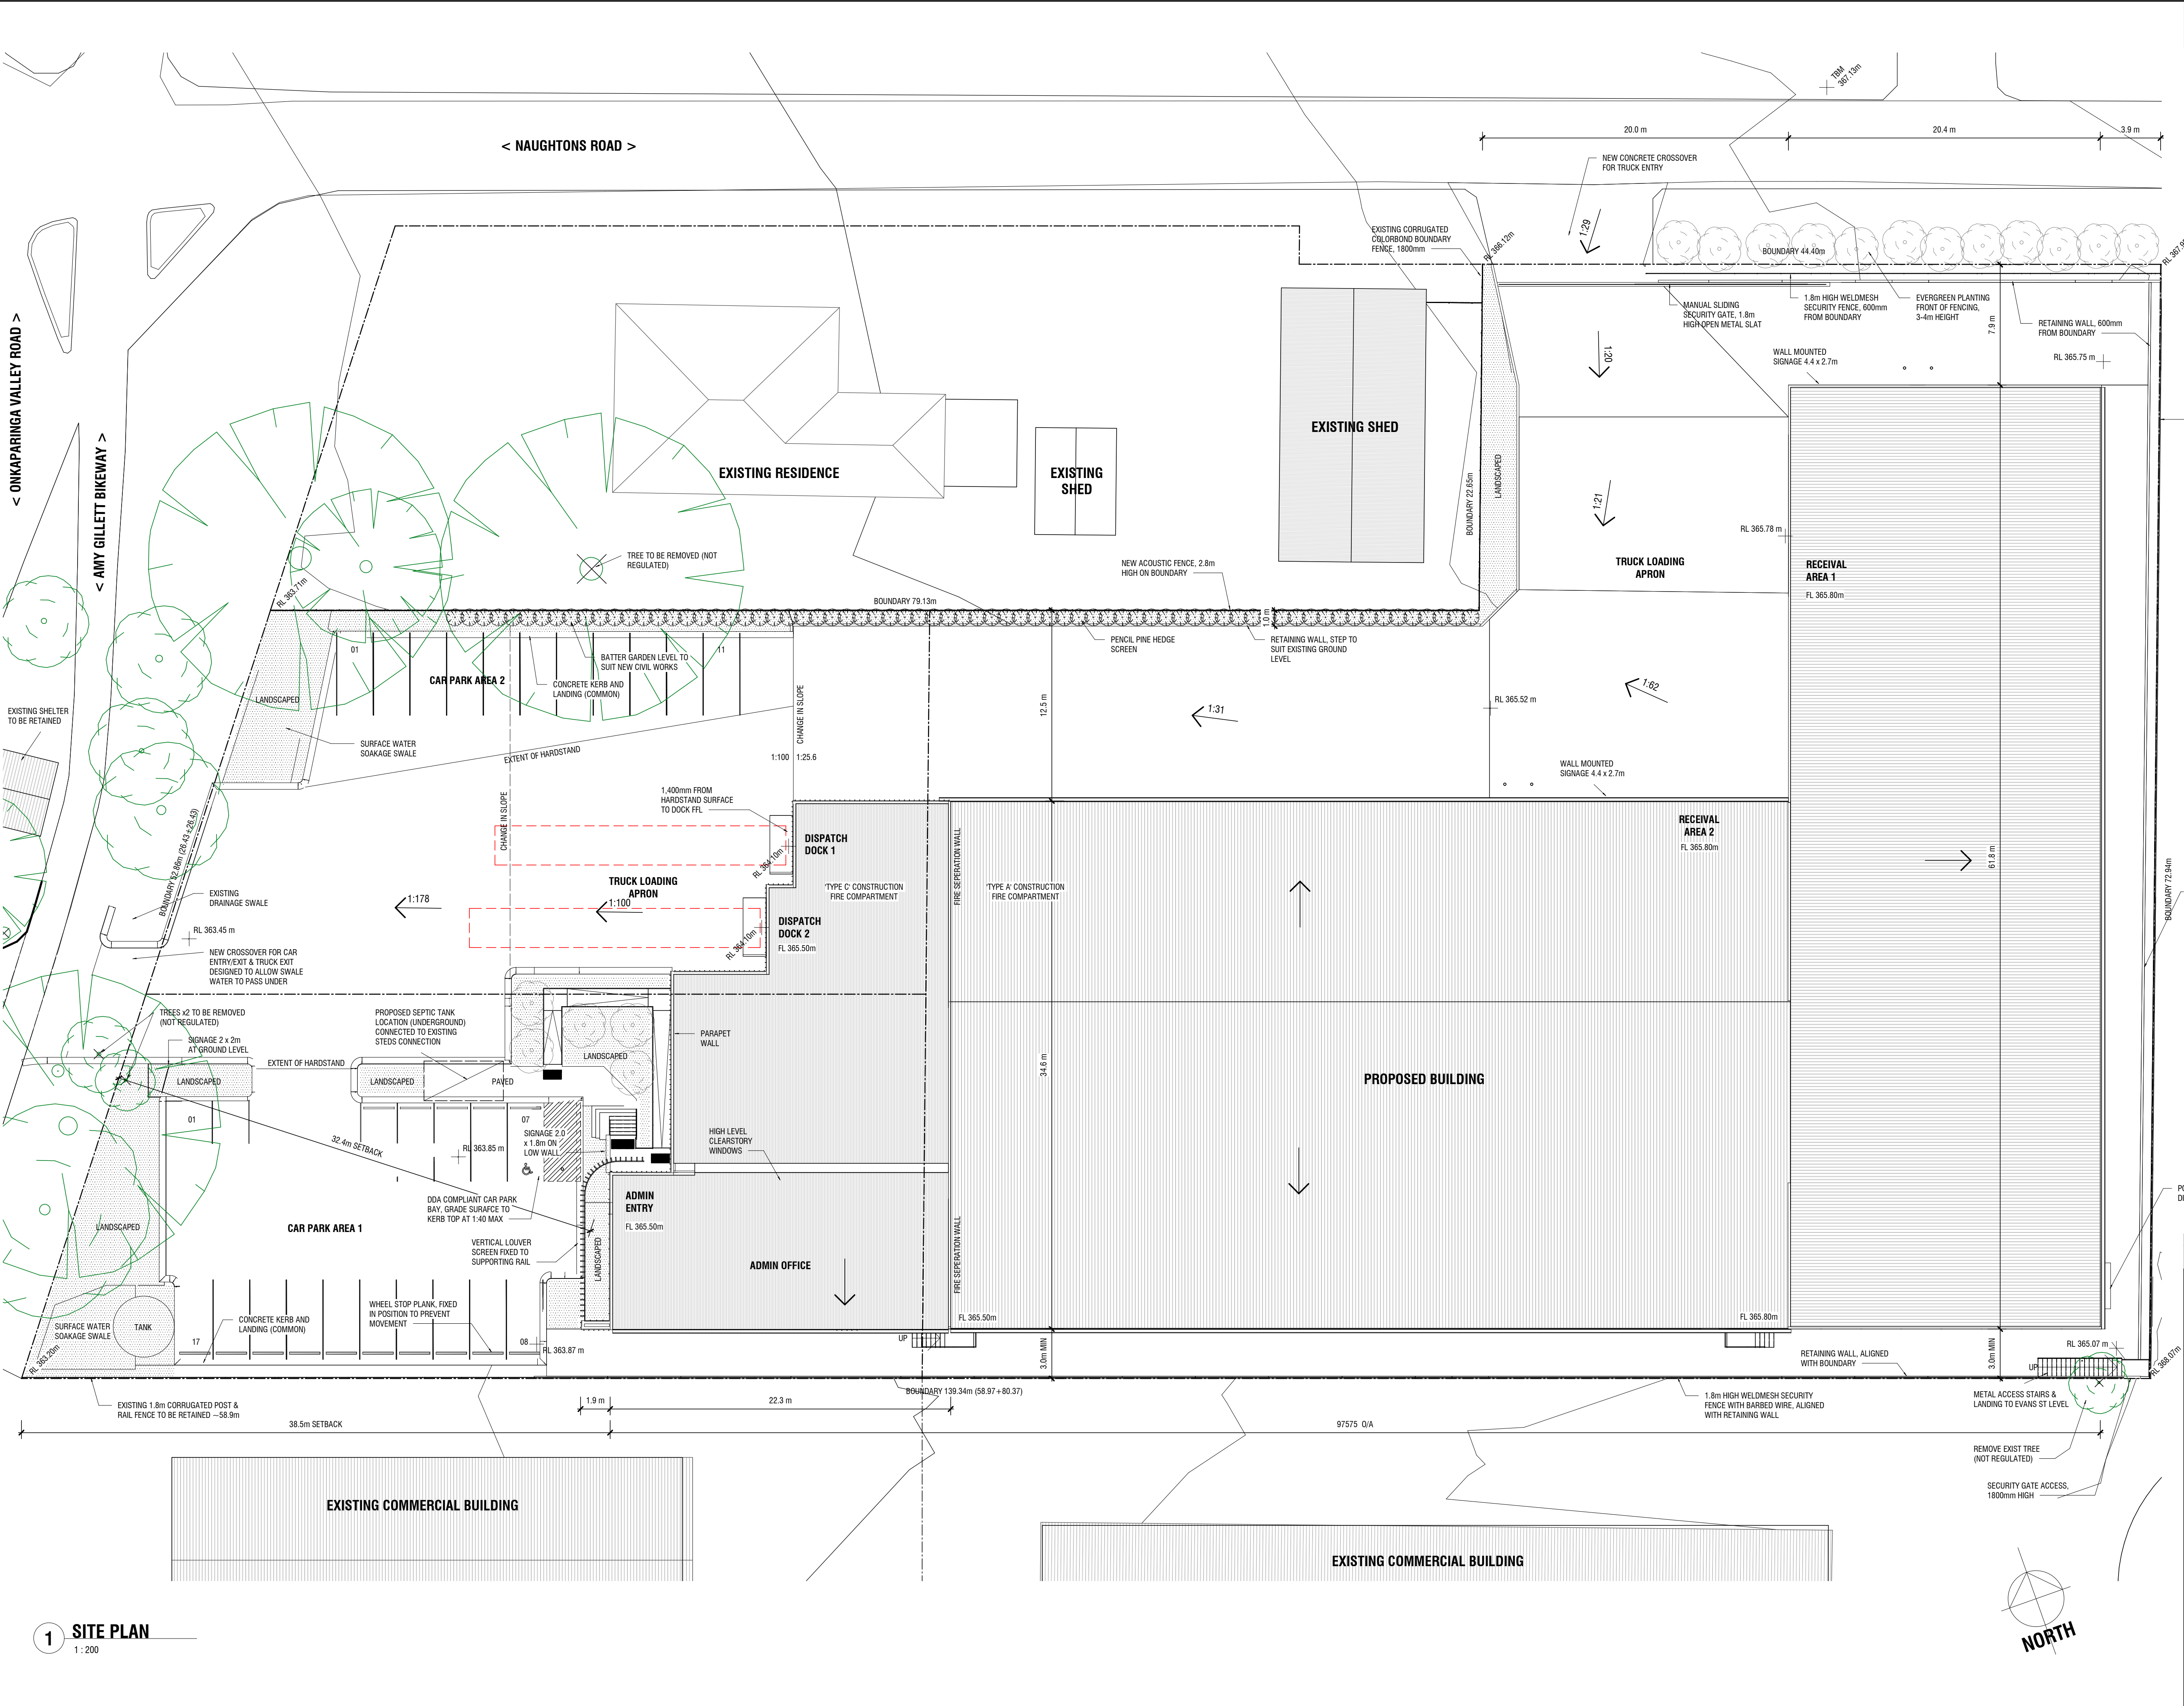 TBM
367.13m
20.0 m
20.4 m
3.9 m
< NAUGHTONS ROAD >
NEW CONCRETE CROSSOVER
FOR TRUCK ENTRY
1:29
EXISTING CORRUGATED
COLORBOND BOUNDARY
FENCE, 1800mm
RL 366.12m
BOUNDARY 44.40m
MANUAL SLIDING
SECURITY GATE, 1.8m
HIGH OPEN METAL SLAT
1.8m HIGH WELDMESH
SECURITY FENCE, 600mm
FROM BOUNDARY
EVERGREEN PLANTING
FRONT OF FENCING,
3-4m HEIGHT
RETAINING WALL, 600mm
FROM BOUNDARY
7.9 m
1:20
WALL MOUNTED
SIGNAGE 4.4 x 2.7m
RL 365.75 m
< ONKAPARINGA VALLEY ROAD >
< AMY GILLETT BIKEWAY >
EXISTING RESIDENCE
EXISTING
SHED
EXISTING SHED
BOUNDARY 22.65m
LANDSCAPED
1:21
RL 365.78 m
TRUCK LOADING
APRON
RECEIVAL
AREA 1
FL 365.80m
TREE TO BE REMOVED (NOT
REGULATED)
NEW ACOUSTIC FENCE, 2.8m
HIGH ON BOUNDARY
RL 363.71m
BOUNDARY 79.13m
1.0 m
01
11
BATTER GARDEN LEVEL TO
SUIT NEW CIVIL WORKS
CAR PARK AREA 2
CONCRETE KERB AND
LANDING (COMMON)
PENCIL PINE HEDGE
SCREEN
RETAINING WALL, STEP TO
SUIT EXISTING GROUND
LEVEL
LANDSCAPED
EXISTING SHELTER
TO BE RETAINED
SURFACE WATER
SOAKAGE SWALE
EXTENT OF HARDSTAND
CHANGE IN SLOPE
12.5 m
1:31
1:62
RL 365.52 m
1:100
1:25.6
WALL MOUNTED
SIGNAGE 4.4 x 2.7m
1,400mm FROM
HARDSTAND SURFACE
TO DOCK FFL
CHANGE IN SLOPE
DISPATCH
DOCK 1
RL 364.10m
RECEIVAL
AREA 2
FL 365.80m
61.8 m
BOUNDARY 72.94m
BOUNDARY 52.86m (26.43+26.43)
EXISTING
DRAINAGE SWALE
1:178
TRUCK LOADING
APRON
1:100
'TYPE C' CONSTRUCTION
FIRE COMPARTMENT
FIRE SEPERATION WALL
'TYPE A' CONSTRUCTION
FIRE COMPARTMENT
DISPATCH
DOCK 2
FL 365.50m
RL 364.10m
RL 363.45 m
NEW CROSSOVER FOR CAR
ENTRY/EXIT & TRUCK EXIT
DESIGNED TO ALLOW SWALE
WATER TO PASS UNDER
TREES x2 TO BE REMOVED
(NOT REGULATED)
SIGNAGE 2 x 2m
AT GROUND LEVEL
PROPOSED SEPTIC TANK
LOCATION (UNDERGROUND)
CONNECTED TO EXISTING
STEDS CONNECTION
PARAPET
WALL
LANDSCAPED
EXTENT OF HARDSTAND
LANDSCAPED
LANDSCAPED
PAVED
34.6 m
PROPOSED BUILDING
01
07
32.4m SETBACK
RL 363.85 m
SIGNAGE 2.0
x 1.8m ON
LOW WALL
HIGH LEVEL
CLEARSTORY
WINDOWS
DDA COMPLIANT CAR PARK
BAY, GRADE SURAFCE TO
KERB TOP AT 1:40 MAX
ADMIN
ENTRY
FL 365.50m
LANDSCAPED
CAR PARK AREA 1
VERTICAL LOUVER
SCREEN FIXED TO
SUPPORTING RAIL
LANDSCAPED
ADMIN OFFICE
FIRE SEPERATION WALL
WHEEL STOP PLANK, FIXED
IN POSITION TO PREVENT
MOVEMENT
CONCRETE KERB AND
LANDING (COMMON)
SURFACE WATER
SOAKAGE SWALE
TANK
17
08
RL 363.87 m
RL 363.20m
UP
FL 365.50m
FL 365.80m
3.0m MIN
3.0m MIN
RL 365.07 m
UP
RL 368.07m
RETAINING WALL, ALIGNED
WITH BOUNDARY
EXISTING 1.8m CORRUGATED POST &
RAIL FENCE TO BE RETAINED ~58.9m
1.9 m
22.3 m
BOUNDARY 139.34m (58.97+80.37)
1.8m HIGH WELDMESH SECURITY
FENCE WITH BARBED WIRE, ALIGNED
WITH RETAINING WALL
METAL ACCESS STAIRS &
LANDING TO EVANS ST LEVEL
38.5m SETBACK
97575 O/A
REMOVE EXIST TREE
(NOT REGULATED)
SECURITY GATE ACCESS,
1800mm HIGH
EXISTING COMMERCIAL BUILDING
EXISTING COMMERCIAL BUILDING
1
SITE PLAN
1 : 200
NORTH